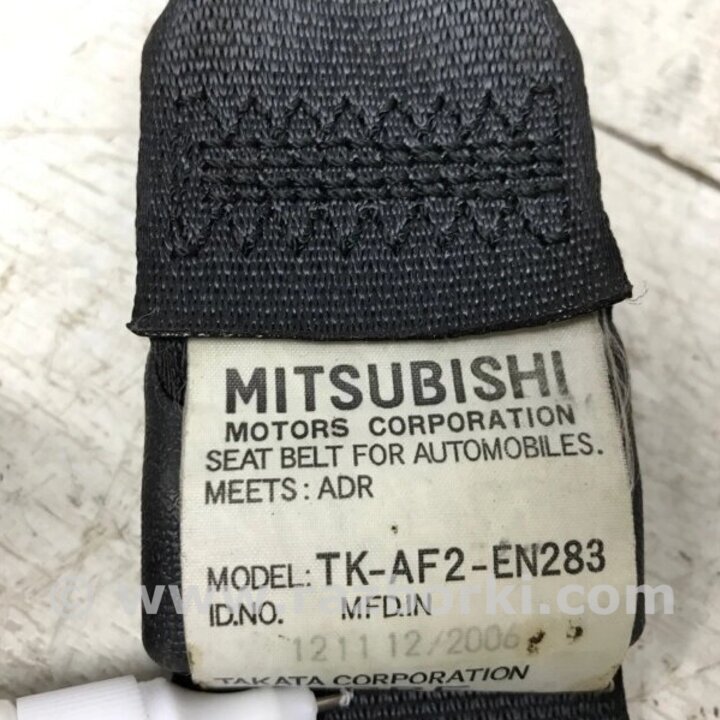 MITSUBISHI
MOTORS CORPORATION
SEAT BELT FOR AUTOMOBILES.
MEETS: ADR
MODEL: TK-AF2-EN283
ID.NO. MFD.IN
1211 12/2006
TAKATA CORPORATION